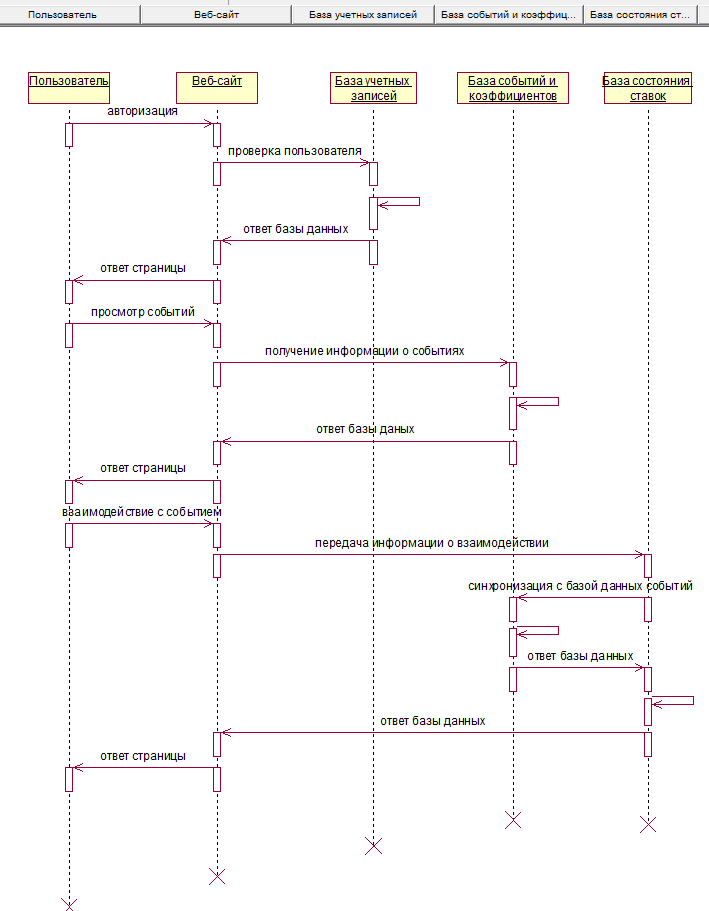 Пользователь
Веб-сайт
База учетных записей
База событий и коэффиц...
База состояния ст...
Пользователь
Веб-сайт
База учетных
записей
База событий и
коэффициентов
База состояния
ставок
авторизация
проверка пользователя
ответ базы данных
ответ страницы
просмотр событий
получение информации о событиях
ответ базы даных
ответ страницы
взаимодействие с событием
передача информации о взаимодействии
синхронизация с базой данных событий
ответ базы данных
ответ базы данных
ответ страницы